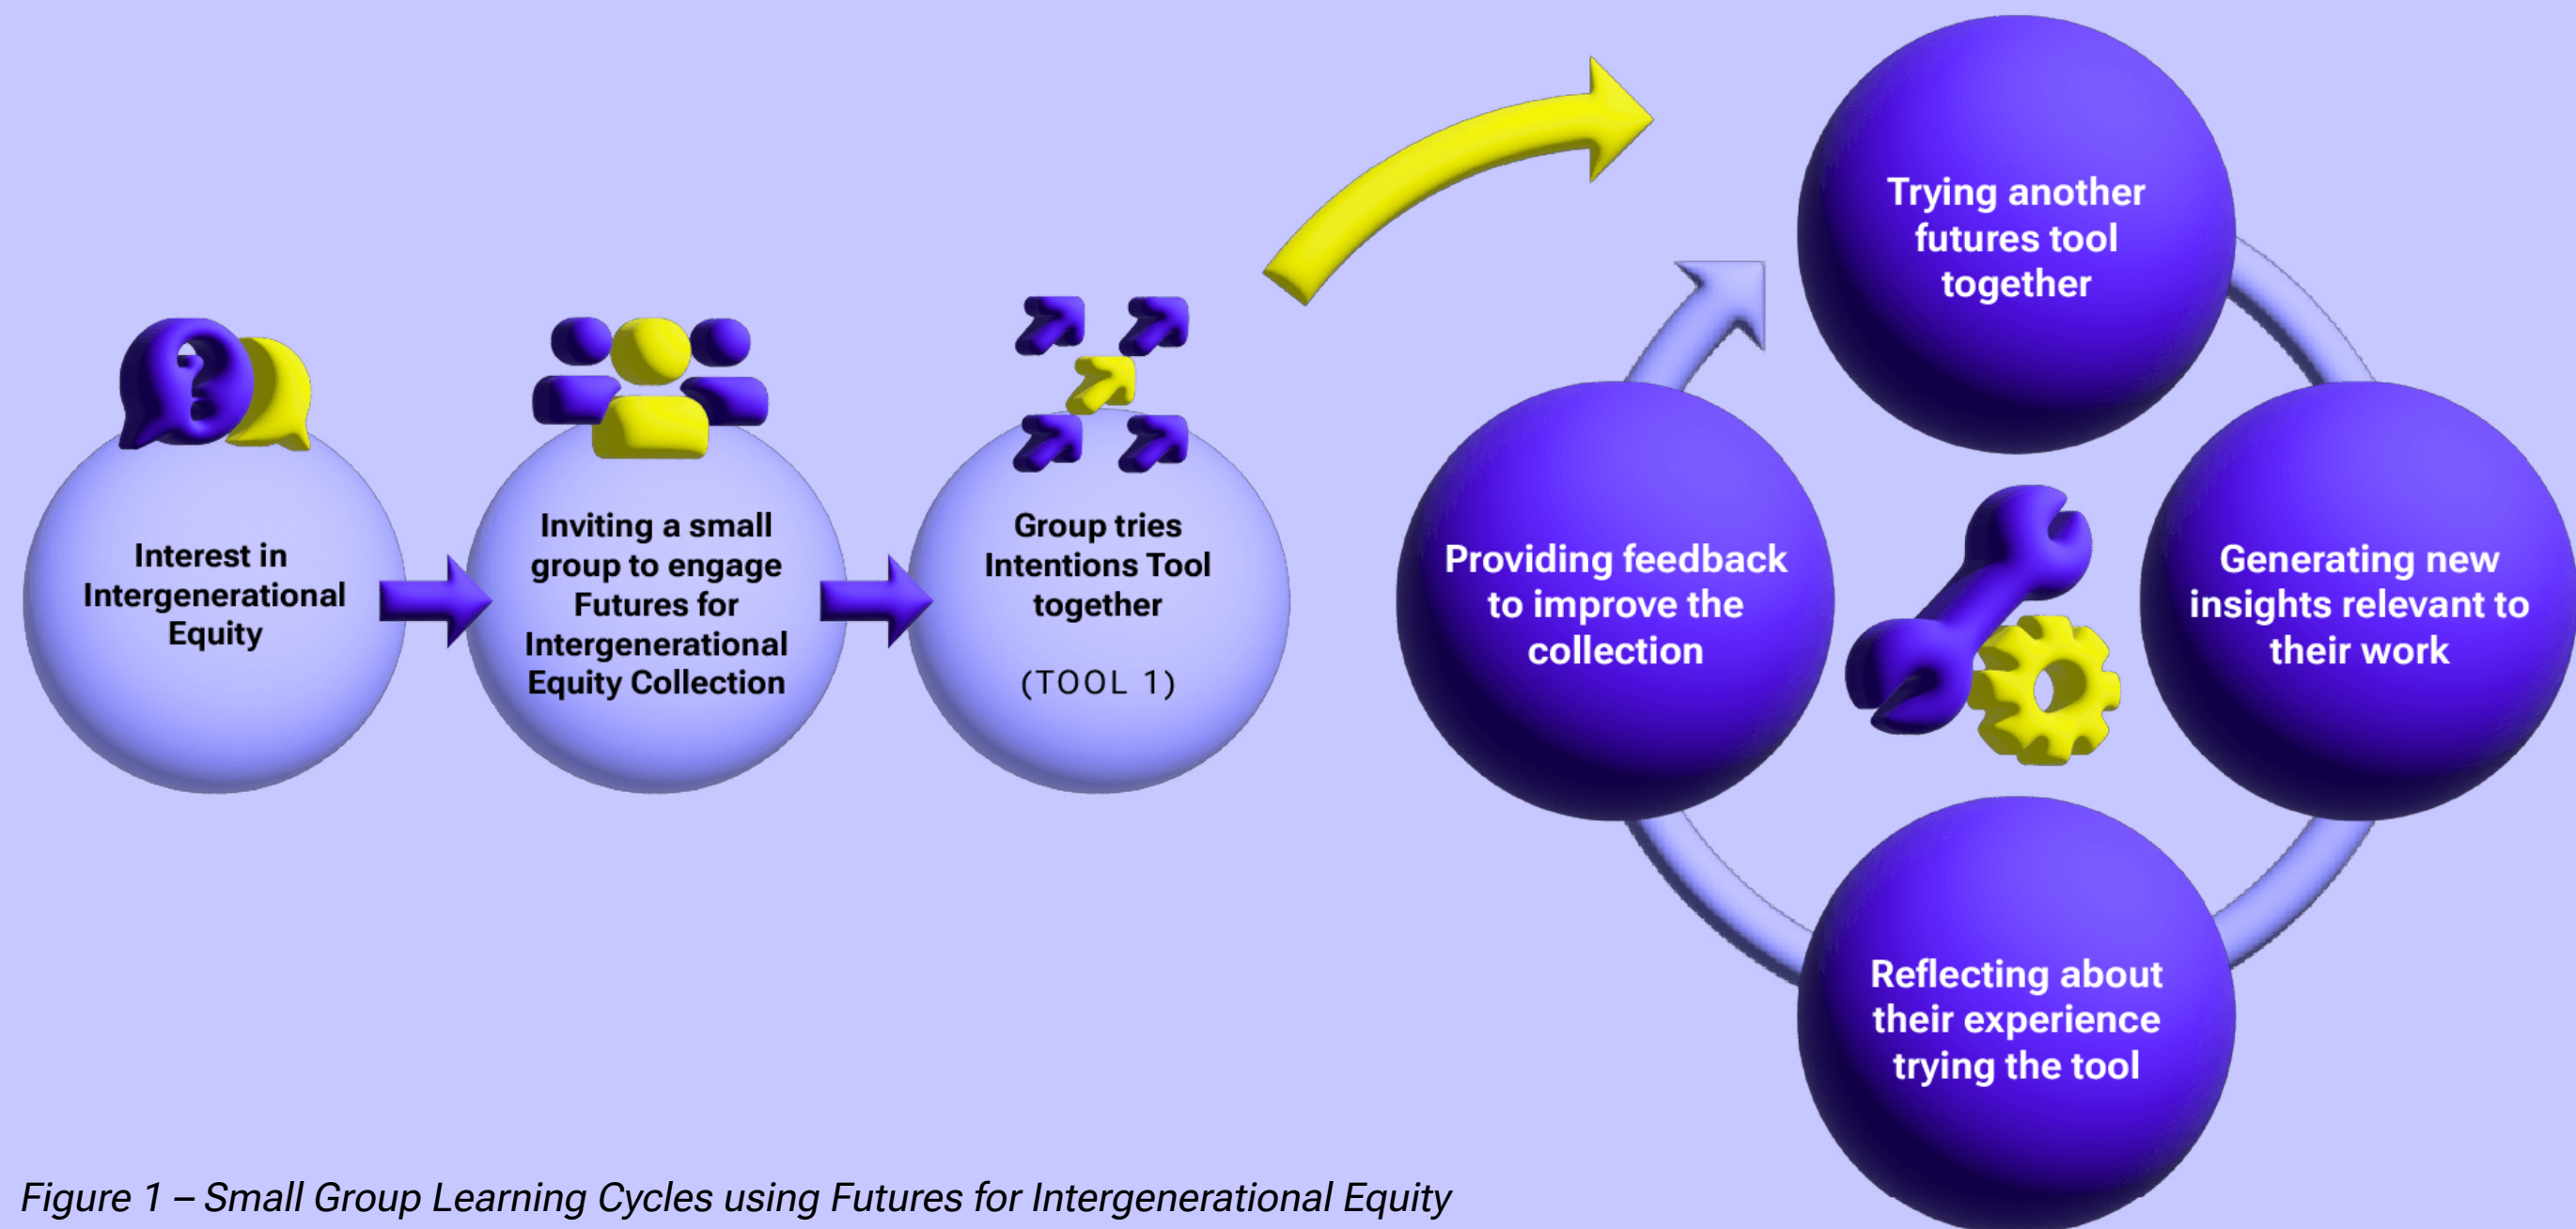 Interest in
Intergenerational
Equity
Inviting a small
group to engage
Futures for
Intergenerational
Equity Collection
Group tries
Intentions Tool
together
(TOOL 1)
Trying another
futures tool
together
Generating new
insights relevant to
their work
Reflecting about
their experience
trying the tool
Providing feedback
to improve the
collection
Figure 1 – Small Group Learning Cycles using Futures for Intergenerational Equity